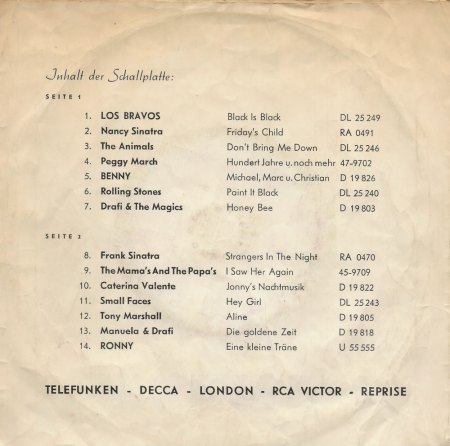 Inhalt der Schallplatte:
SEITE 1
1. LOS BRAVOS Black Is Black DL 25 249
2. Nancy Sinatra Friday's Child RA 0491
3. The Animals Don't Bring Me Down DL 25 246
4. Peggy March Hundert Jahre u. noch mehr 47-9702
5. BENNY Michael, Marc u. Christian D 19 826
6. Rolling Stones Paint It Black DL 25 240
7. Drafi & The Magics Honey Bee D 19 803
SEITE 2
8. Frank Sinatra Strangers In The Night RA 0470
9. The Mama's And The Papa's I Saw Her Again 45-9709
10. Caterina Valente Jonny's Nachtmusik D 19 822
11. Small Faces Hey Girl DL 25 243
12. Tony Marshall Aline D 19 805
13. Manuela & Drafi Die goldene Zeit D 19 818
14. RONNY Eine kleine Träne U 55 555
TELEFUNKEN - DECCA - LONDON - RCA VICTOR - REPRISE